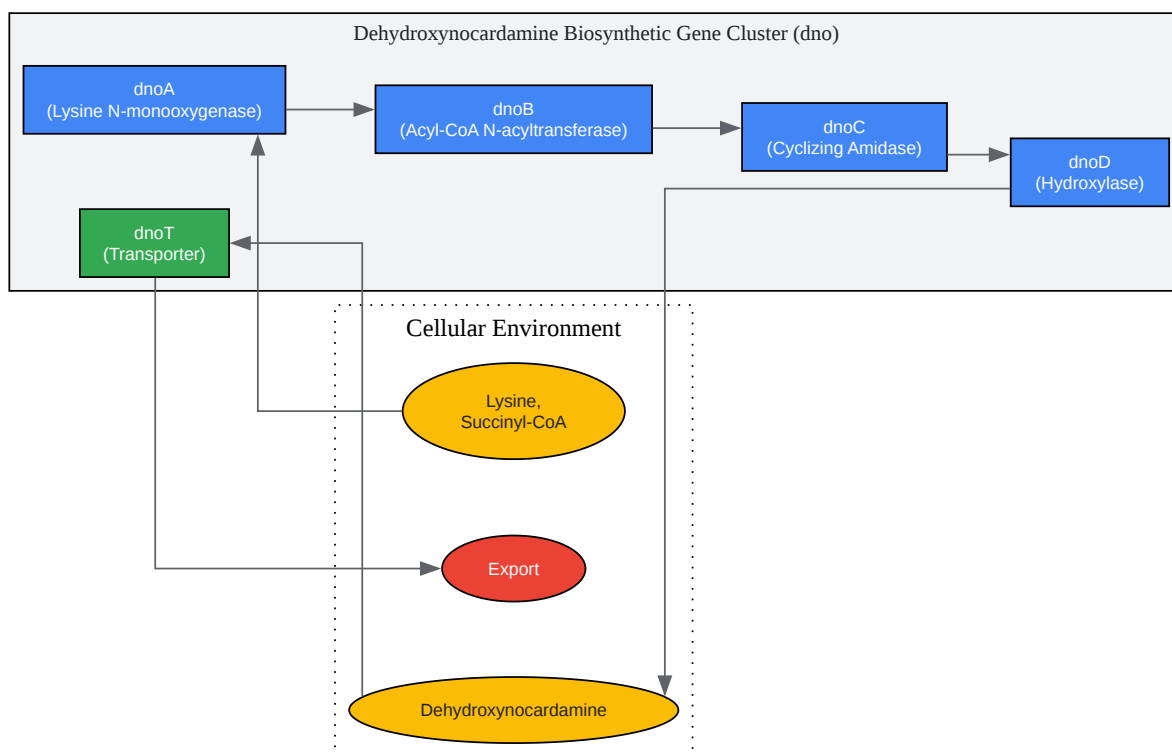 Dehydroxynocardamine Biosynthetic Gene Cluster (dno)
dnoA
(Lysine N-monooxygenase)
dnoB
(Acyl-CoA N-acyltransferase)
dnoC
(Cyclizing Amidase)
dnoD
(Hydroxylase)
dnoT
(Transporter)
Cellular Environment
Lysine,
Succinyl-CoA
Export
Dehydroxynocardamine